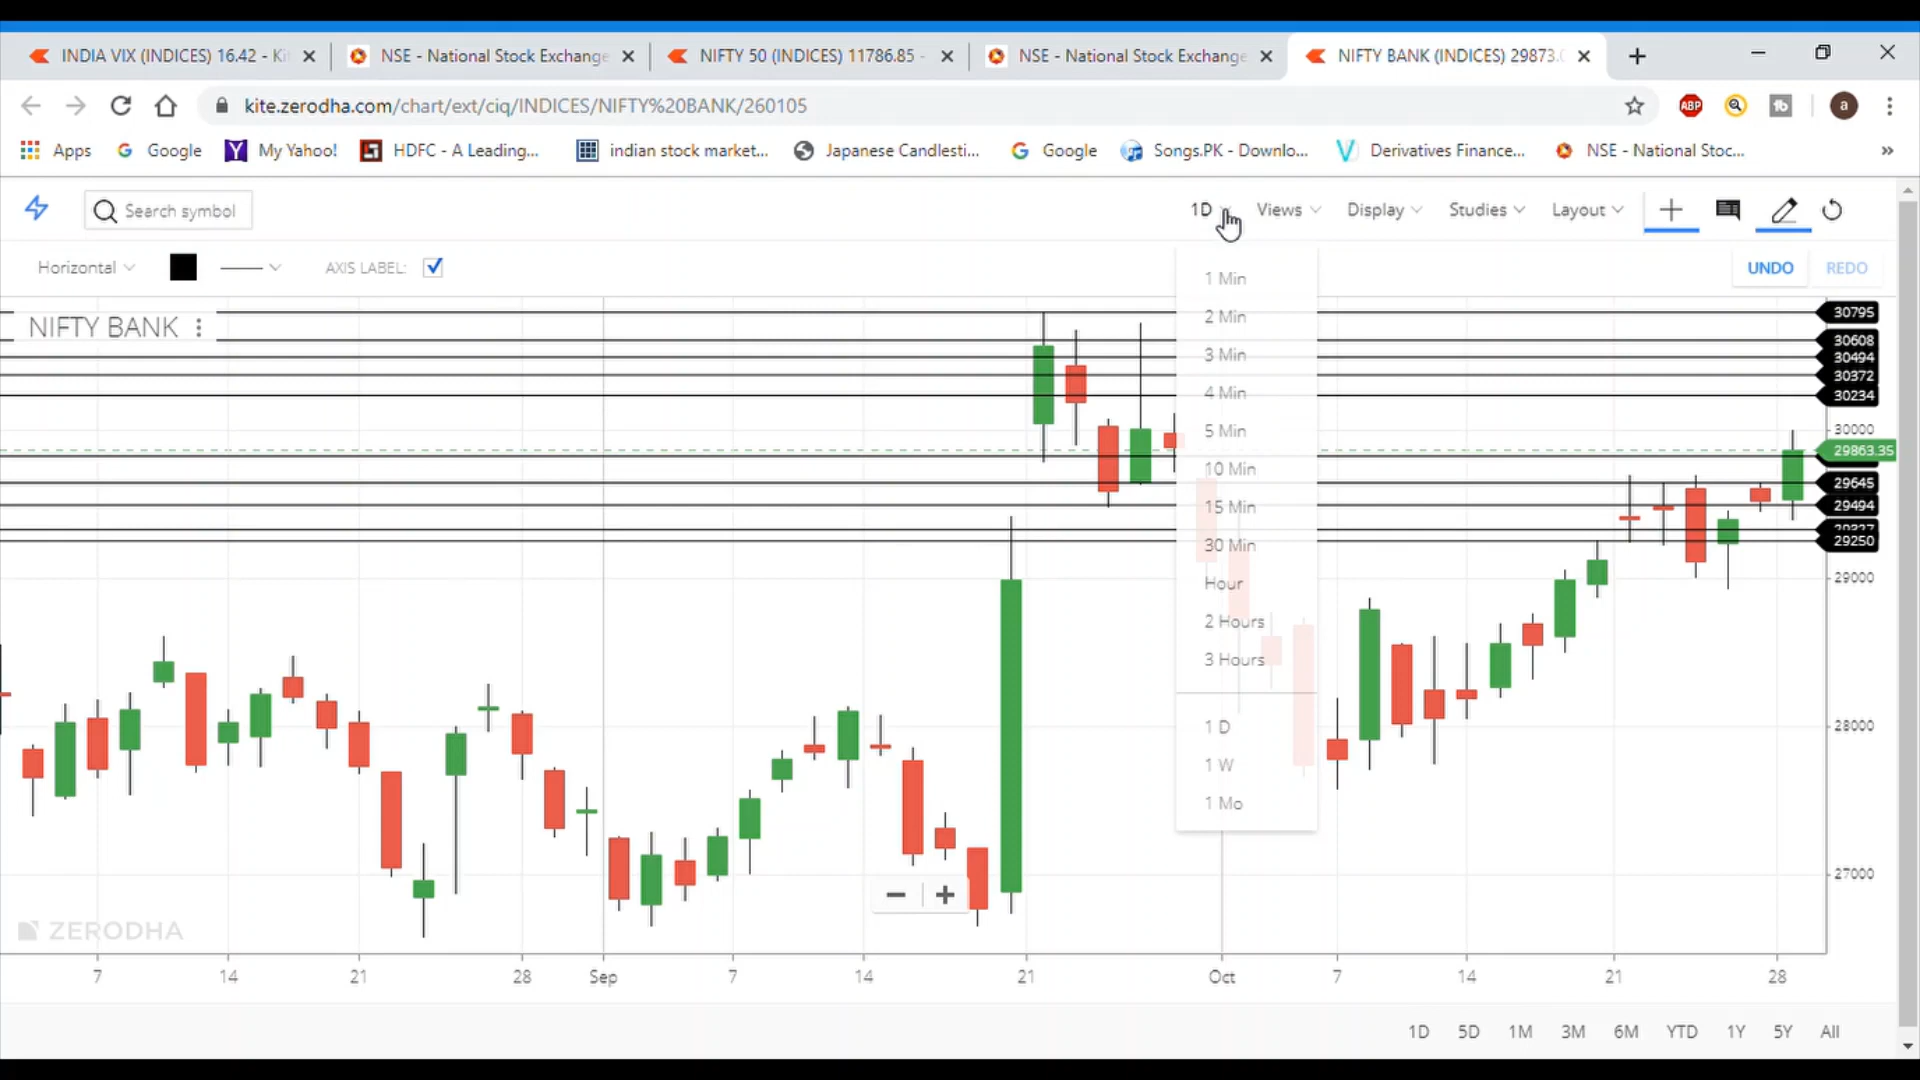 INDIA VIX (INDICES) 16.42 - Ki
NSE - National Stock Exchange
NIFTY 50 (INDICES) 11786.85 -
NSE - National Stock Exchange
NIFTY BANK (INDICES) 29873.0
kite.zerodha.com/chart/ext/ciq/INDICES/NIFTY%20BANK/260105
ABP
a
Apps
Google
My Yahoo!
HDFC - A Leading...
indian stock market...
Japanese Candlesti...
Google
Songs.PK - Downlo...
Derivatives Finance...
NSE - National Stoc...
»
Search symbol
1D
Views
Display
Studies
Layout
Horizontal
AXIS LABEL:
UNDO
REDO
NIFTY BANK
1 Min
2 Min
3 Min
4 Min
5 Min
10 Min
15 Min
30 Min
Hour
2 Hours
3 Hours
1 D
1 W
1 Mo
30795
30608
30494
30372
30234
30000
29863.35
29645
29494
29327
29250
29000
28000
27000
ZERODHA
7
14
21
28
Sep
7
14
21
Oct
7
14
21
28
1D
5D
1M
3M
6M
YTD
1Y
5Y
All